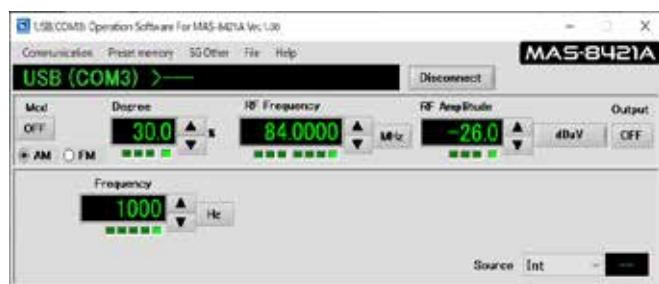 USB(COM3) Operation Software For MAS-8421A Ver.1.00
Communication Preset memory SG Other File Help
MAS-8421A
USB (COM3) >—
Disconnect
Mod Degree RF Frequency RF Amplitude Output
OFF 30.0 % 84.0000 MHz -26.0 dBuV OFF
AM FM
Frequency
1000 Hz
Source Int --